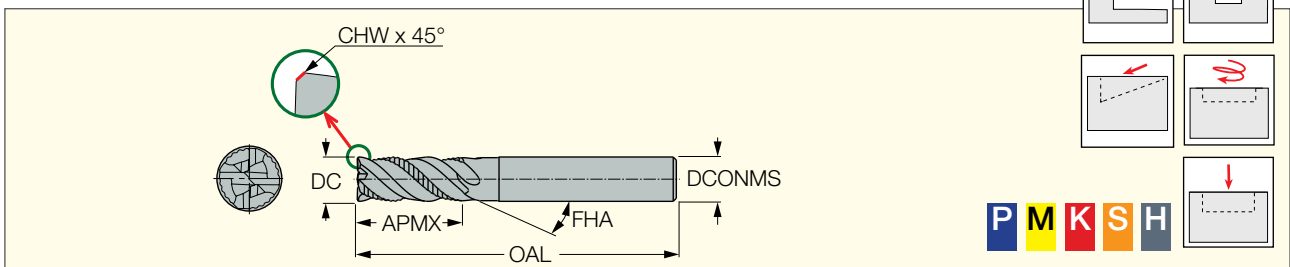 CHW x 45°
DC
DCONMS
APMX
FHA
OAL
P M K S H